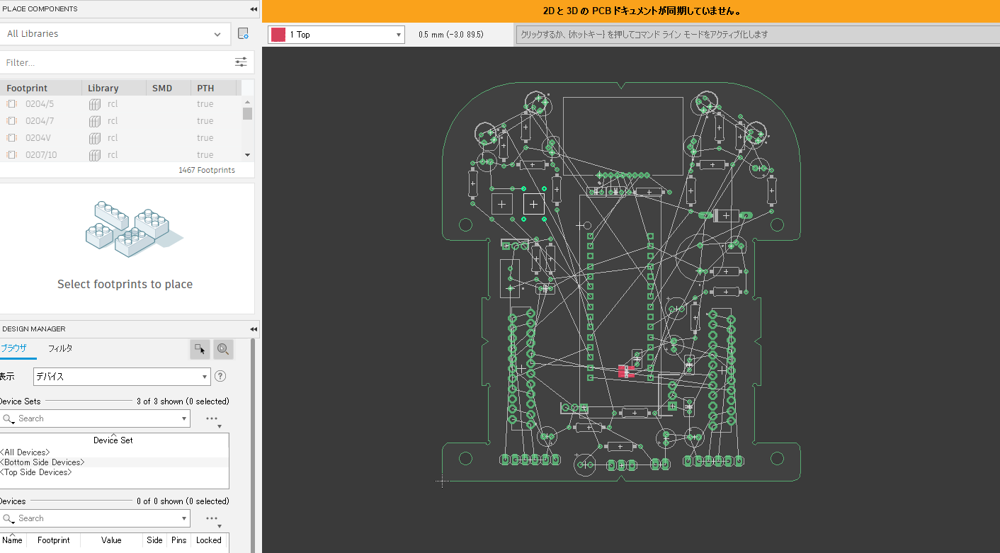 PLACE COMPONENTS
All Libraries
Filter...
Footprint Library SMD PTH
0204/5 rcl true
0204/7 rcl true
0204V rcl true
0207/10 rcl true
1467 Footprints
Select footprints to place
DESIGN MANAGER
ブラウザ フィルタ
表示 デバイス
Device Sets 3 of 3 shown (0 selected)
Search
Device Set
<All Devices>
<Bottom Side Devices>
<Top Side Devices>
Devices 0 of 0 shown (0 selected)
Search
Name Footprint Value Side Pins Locked
2D と 3D の PCB ドキュメントが同期していません。
1 Top 0.5 mm (-3.0 89.5) クリックするか、{ホットキー} を押してコマンド ライン モードをアクティブ化します